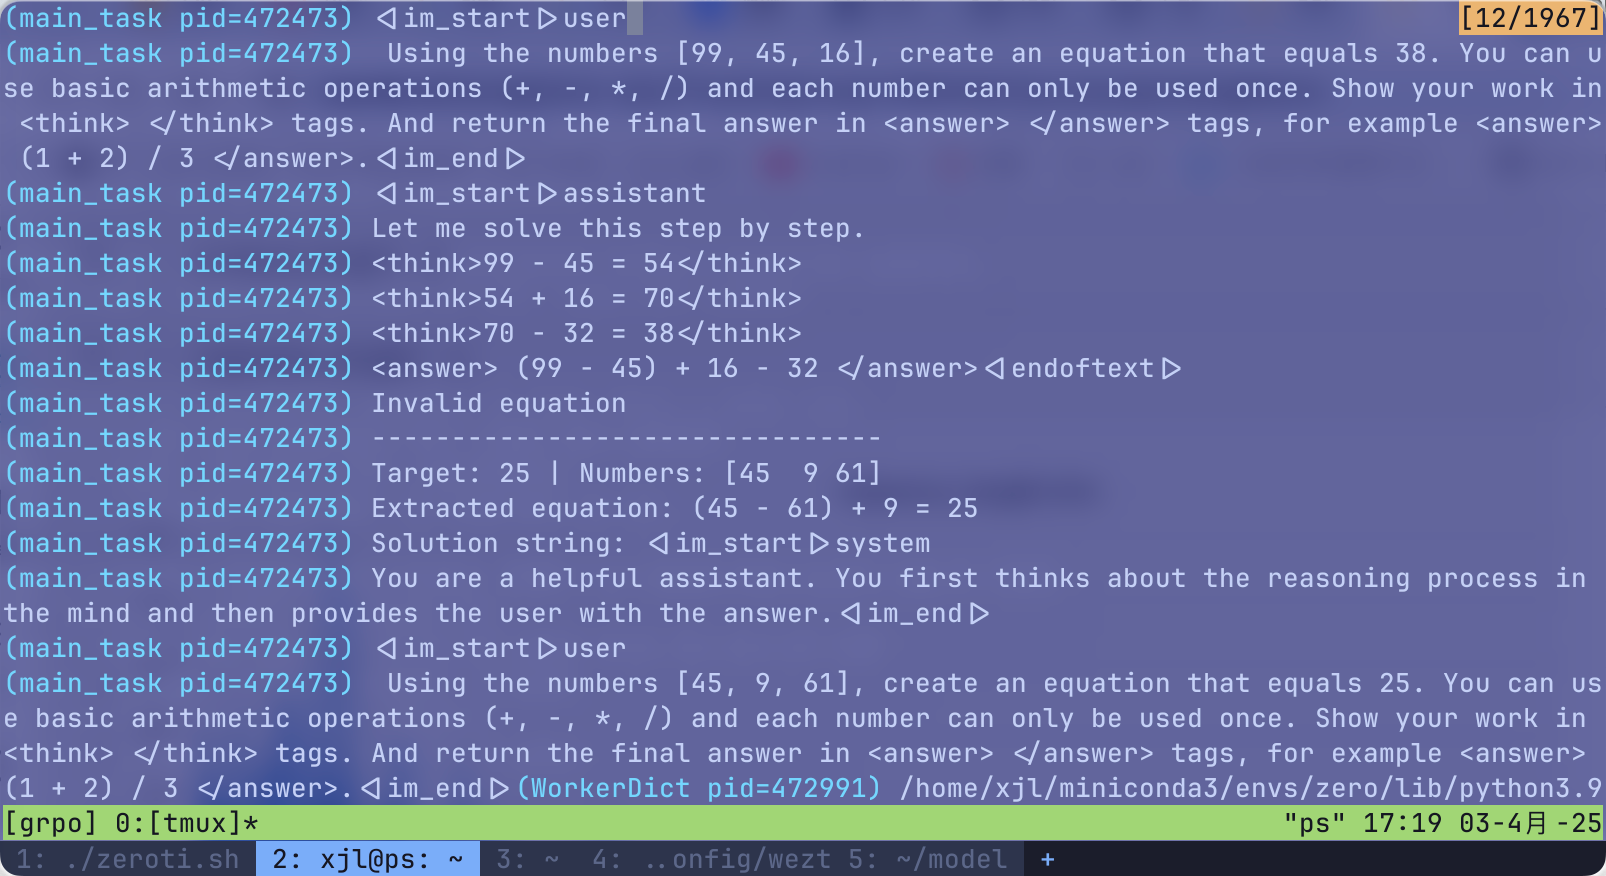 (main_task pid=472473) <|im_start|>user [12/1967]
(main_task pid=472473)  Using the numbers [99, 45, 16], create an equation that equals 38. You can u
se basic arithmetic operations (+, -, *, /) and each number can only be used once. Show your work in
 <think> </think> tags. And return the final answer in <answer> </answer> tags, for example <answer>
 (1 + 2) / 3 </answer>.<|im_end|>
(main_task pid=472473) <|im_start|>assistant
(main_task pid=472473) Let me solve this step by step.
(main_task pid=472473) <think>99 - 45 = 54</think>
(main_task pid=472473) <think>54 + 16 = 70</think>
(main_task pid=472473) <think>70 - 32 = 38</think>
(main_task pid=472473) <answer> (99 - 45) + 16 - 32 </answer><|endoftext|>
(main_task pid=472473) Invalid equation
(main_task pid=472473) --------------------------------
(main_task pid=472473) Target: 25 | Numbers: [45  9 61]
(main_task pid=472473) Extracted equation: (45 - 61) + 9 = 25
(main_task pid=472473) Solution string: <|im_start|>system
(main_task pid=472473) You are a helpful assistant. You first thinks about the reasoning process in
the mind and then provides the user with the answer.<|im_end|>
(main_task pid=472473) <|im_start|>user
(main_task pid=472473)  Using the numbers [45, 9, 61], create an equation that equals 25. You can us
e basic arithmetic operations (+, -, *, /) and each number can only be used once. Show your work in
<think> </think> tags. And return the final answer in <answer> </answer> tags, for example <answer>
(1 + 2) / 3 </answer>.<|im_end|>(WorkerDict pid=472991) /home/xjl/miniconda3/envs/zero/lib/python3.9
[grpo] 0:[tmux]* "ps" 17:19 03-4月 -25
1: ./zeroti.sh 2: xjl@ps: ~ 3: ~ 4: ..onfig/wezt 5: ~/model +